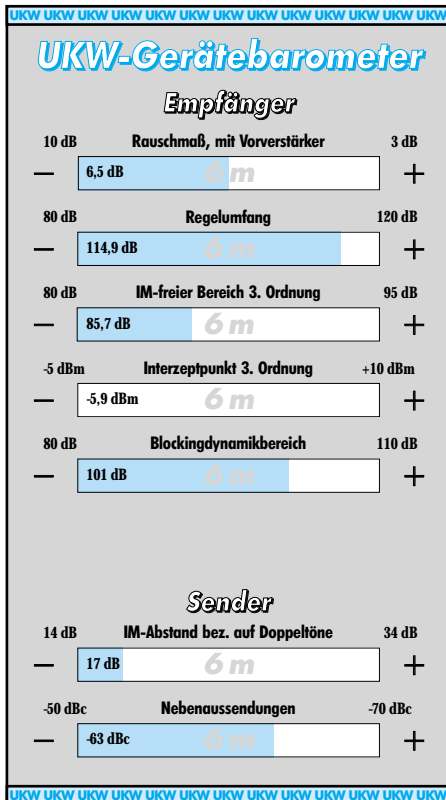 UKW UKW UKW UKW UKW UKW UKW UKW UKW UKW UKW UKW UKW
UKW-Gerätebarometer
Empfänger
10 dB Rauschmaß, mit Vorverstärker 3 dB
− 6,5 dB 6 m +
80 dB Regelumfang 120 dB
− 114,9 dB 6 m +
80 dB IM-freier Bereich 3. Ordnung 95 dB
− 85,7 dB 6 m +
-5 dBm Interzeptpunkt 3. Ordnung +10 dBm
− -5,9 dBm 6 m +
80 dB Blockingdynamikbereich 110 dB
− 101 dB 6 m +
Sender
14 dB IM-Abstand bez. auf Doppeltöne 34 dB
− 17 dB 6 m +
-50 dBc Nebenaussendungen -70 dBc
− -63 dBc 6 m +
UKW UKW UKW UKW UKW UKW UKW UKW UKW UKW UKW UKW UKW